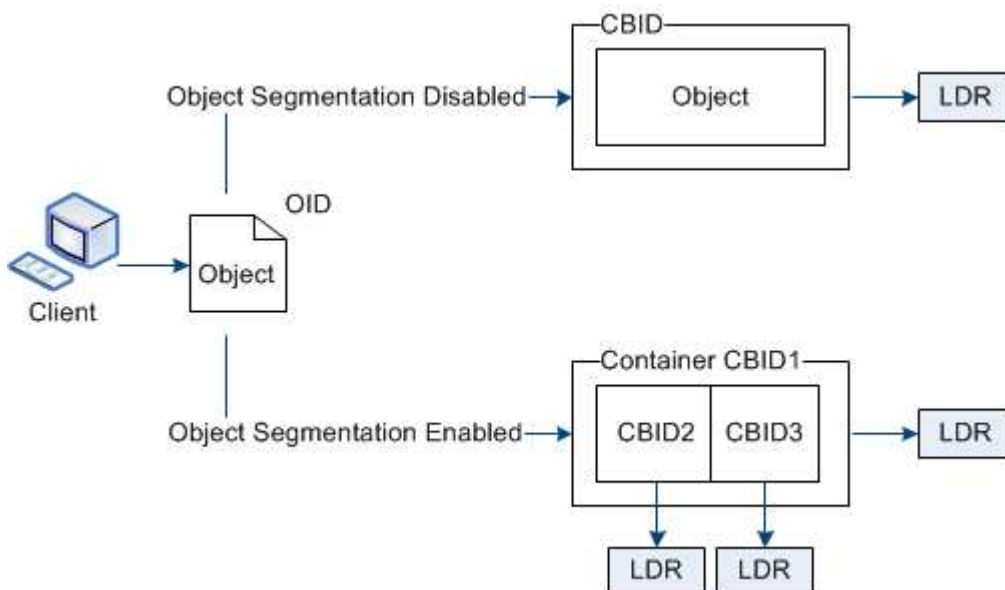 CBID
Object Segmentation Disabled
Object
LDR
OID
Object
Client
Container CBID1
Object Segmentation Enabled
CBID2
CBID3
LDR
LDR
LDR